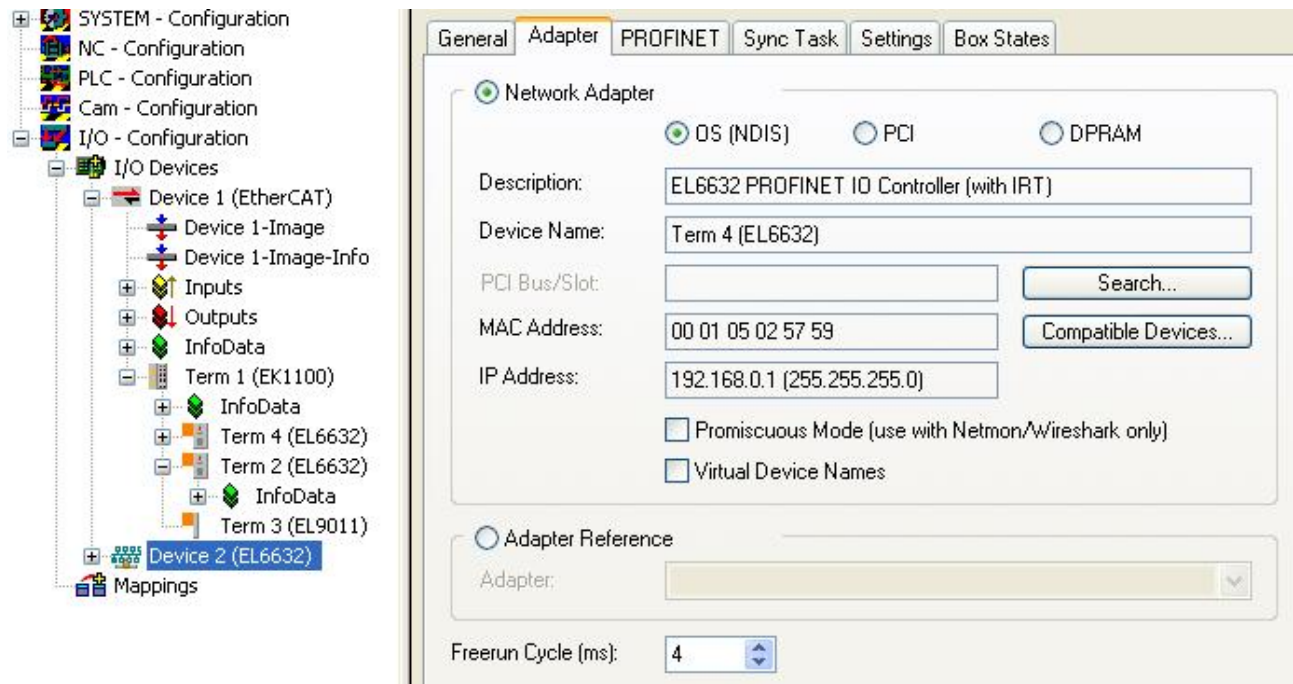 SYSTEM - Configuration
NC - Configuration
PLC - Configuration
Cam - Configuration
I/O - Configuration
I/O Devices
Device 1 (EtherCAT)
Device 1-Image
Device 1-Image-Info
Inputs
Outputs
InfoData
Term 1 (EK1100)
InfoData
Term 4 (EL6632)
Term 2 (EL6632)
InfoData
Term 3 (EL9011)
Device 2 (EL6632)
Mappings
General Adapter PROFINET Sync Task Settings Box States
Network Adapter
OS (NDIS) PCI DPRAM
Description: EL6632 PROFINET IO Controller (with IRT)
Device Name: Term 4 (EL6632)
PCI Bus/Slot: Search...
MAC Address: 00 01 05 02 57 59 Compatible Devices...
IP Address: 192.168.0.1 (255.255.255.0)
Promiscuous Mode (use with Netmon/Wireshark only)
Virtual Device Names
Adapter Reference
Adapter:
Freerun Cycle (ms): 4